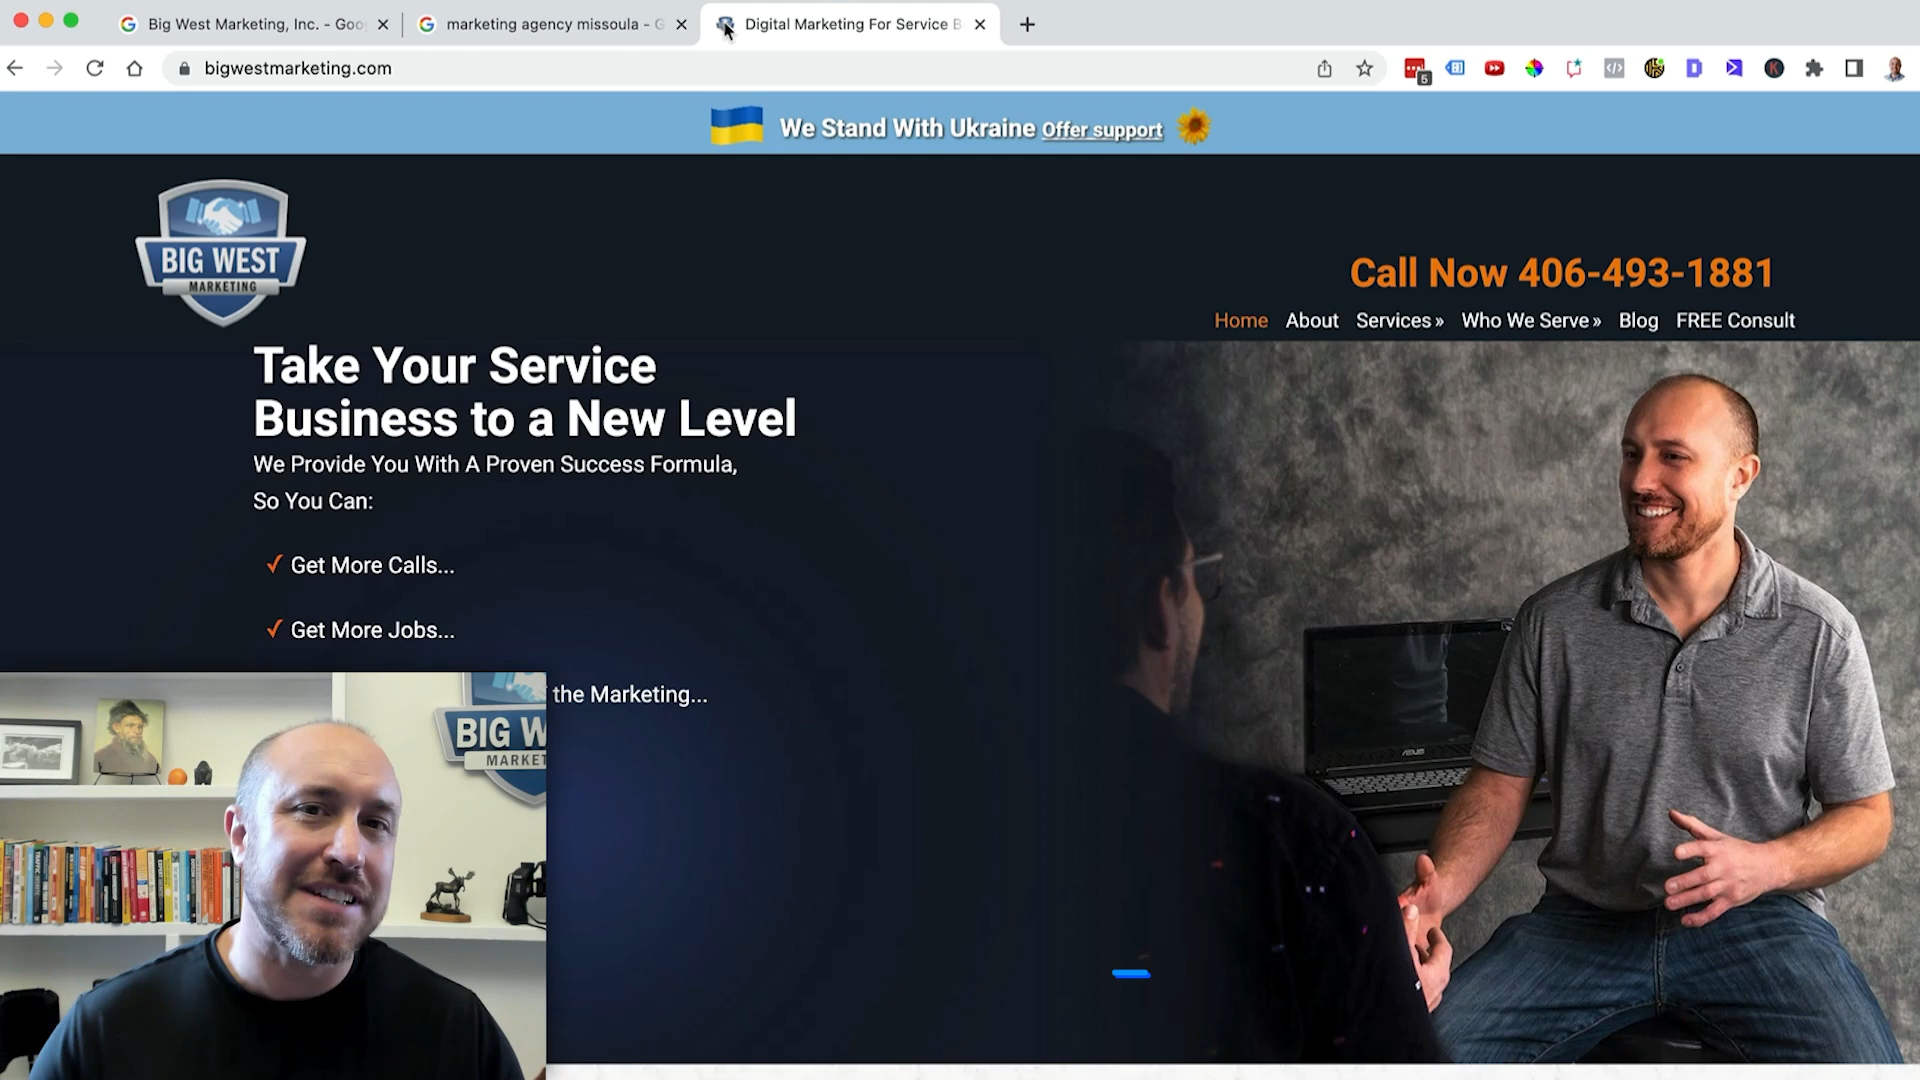 Big West Marketing, Inc. - Goo
marketing agency missoula - G
Digital Marketing For Service B
bigwestmarketing.com
5
We Stand With Ukraine Offer support
BIG WEST
MARKETING
Call Now 406-493-1881
Home About Services» Who We Serve» Blog FREE Consult
Take Your Service
Business to a New Level
We Provide You With A Proven Success Formula,
So You Can:
✓ Get More Calls...
✓ Get More Jobs...
the Marketing...
ASUS
BIG W
MARKET